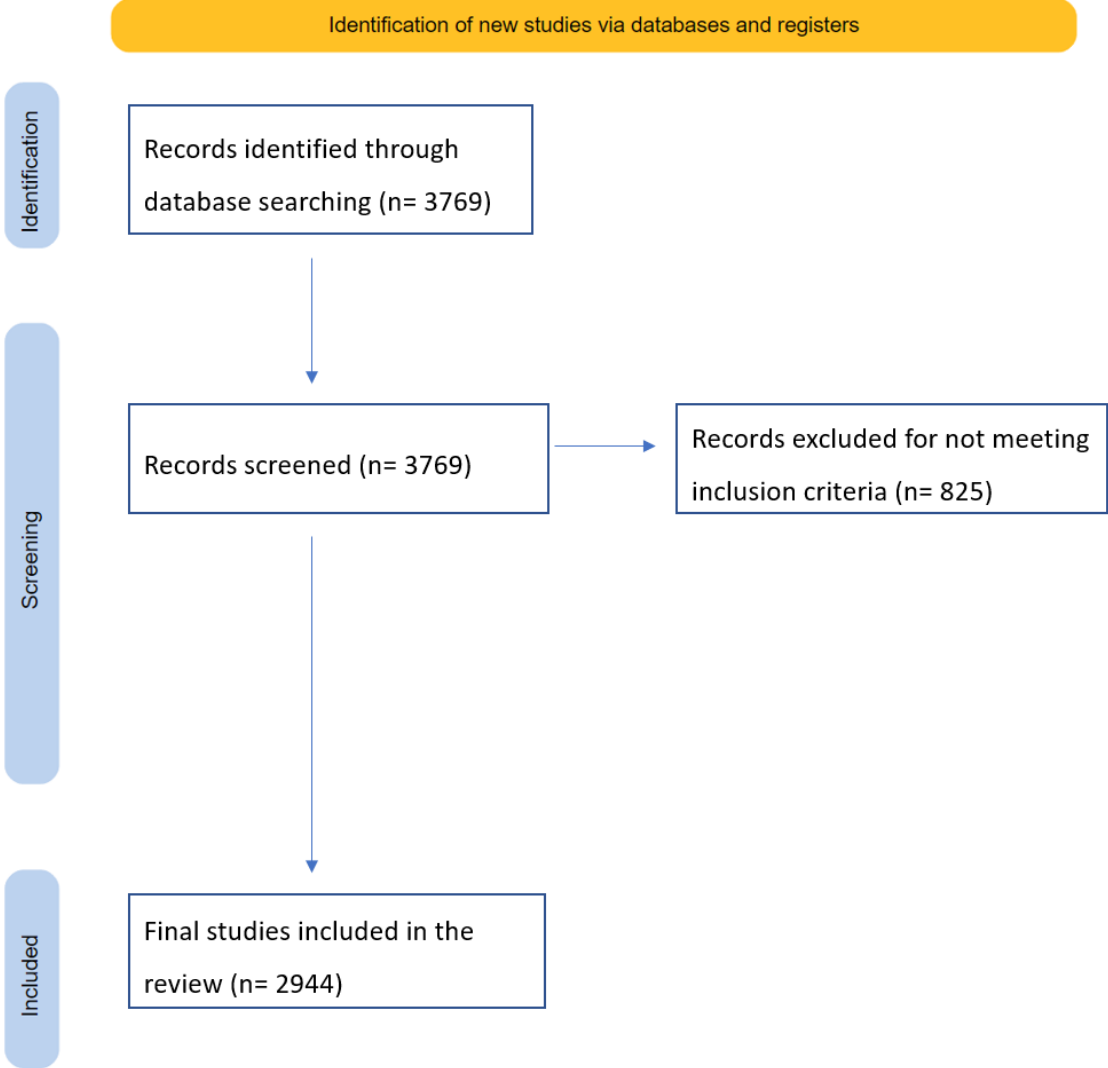 Identification of new studies via databases and registers
Identification
Records identified through
database searching (n= 3769)
Screening
Records screened (n= 3769)
Records excluded for not meeting
inclusion criteria (n= 825)
Included
Final studies included in the
review (n= 2944)